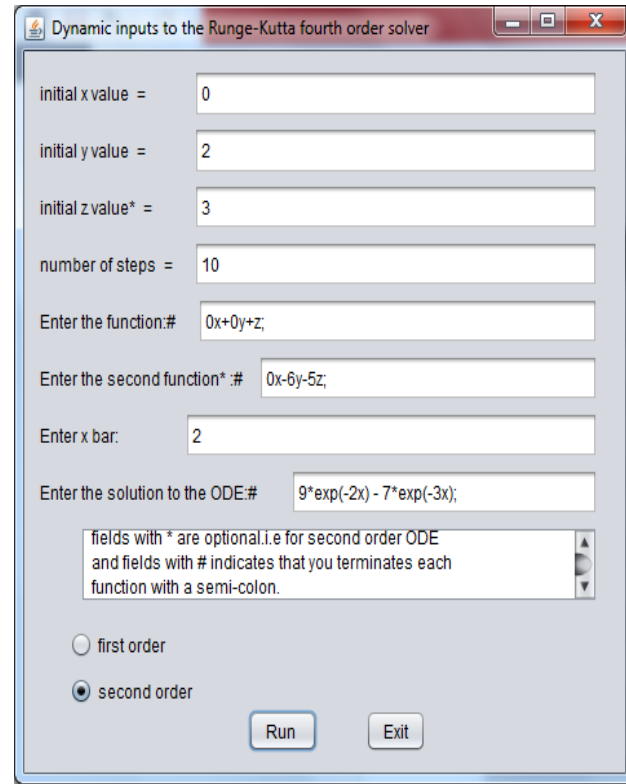 Dynamic inputs to the Runge-Kutta fourth order solver
initial x value = 0
initial y value = 2
initial z value* = 3
number of steps = 10
Enter the function:# 0x+0y+z;
Enter the second function* :# 0x-6y-5z;
Enter x bar: 2
Enter the solution to the ODE:# 9*exp(-2x) - 7*exp(-3x);
fields with * are optional.i.e for second order ODE
and fields with # indicates that you terminates each
function with a semi-colon.
first order
second order
Run Exit